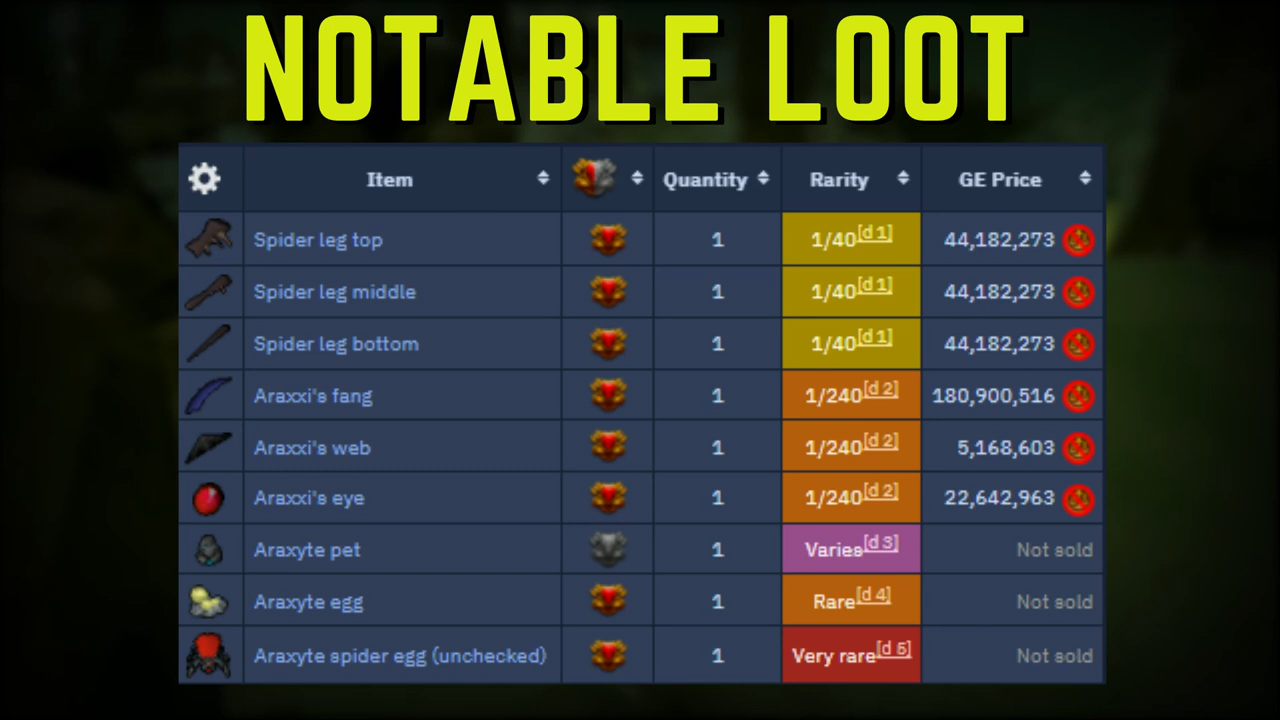 NOTABLE LOOT
Item Quantity Rarity GE Price
Spider leg top 1 1/40[d 1] 44,182,273
Spider leg middle 1 1/40[d 1] 44,182,273
Spider leg bottom 1 1/40[d 1] 44,182,273
Araxxi's fang 1 1/240[d 2] 180,900,516
Araxxi's web 1 1/240[d 2] 5,168,603
Araxxi's eye 1 1/240[d 2] 22,642,963
Araxyte pet 1 Varies[d 3] Not sold
Araxyte egg 1 Rare[d 4] Not sold
Araxyte spider egg (unchecked) 1 Very rare[d 5] Not sold